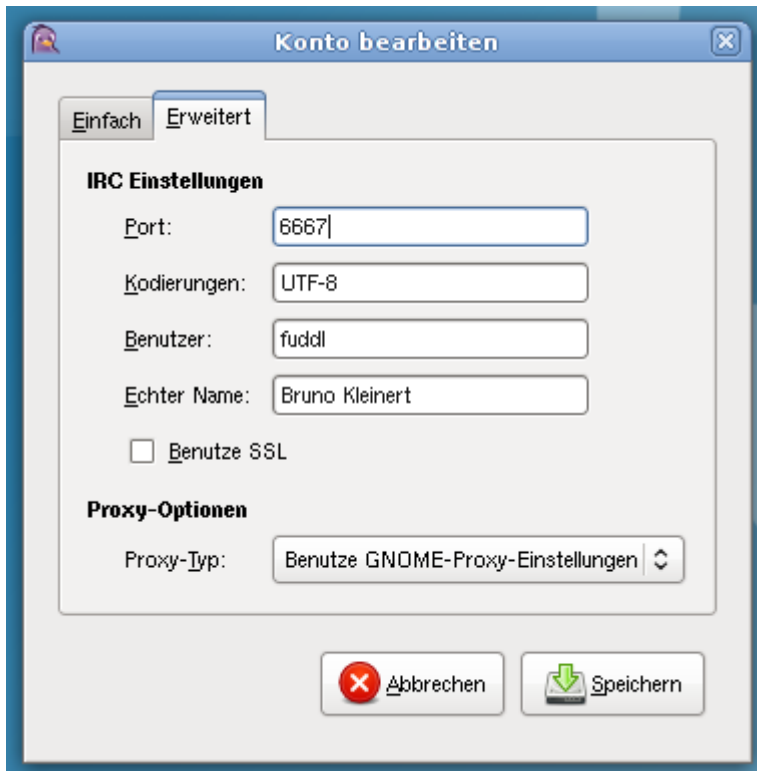 Konto bearbeiten
Einfach
Erweitert
IRC Einstellungen
Port: 6667
Kodierungen: UTF-8
Benutzer: fuddl
Echter Name: Bruno Kleinert
Benutze SSL
Proxy-Optionen
Proxy-Typ: Benutze GNOME-Proxy-Einstellungen
Abbrechen
Speichern